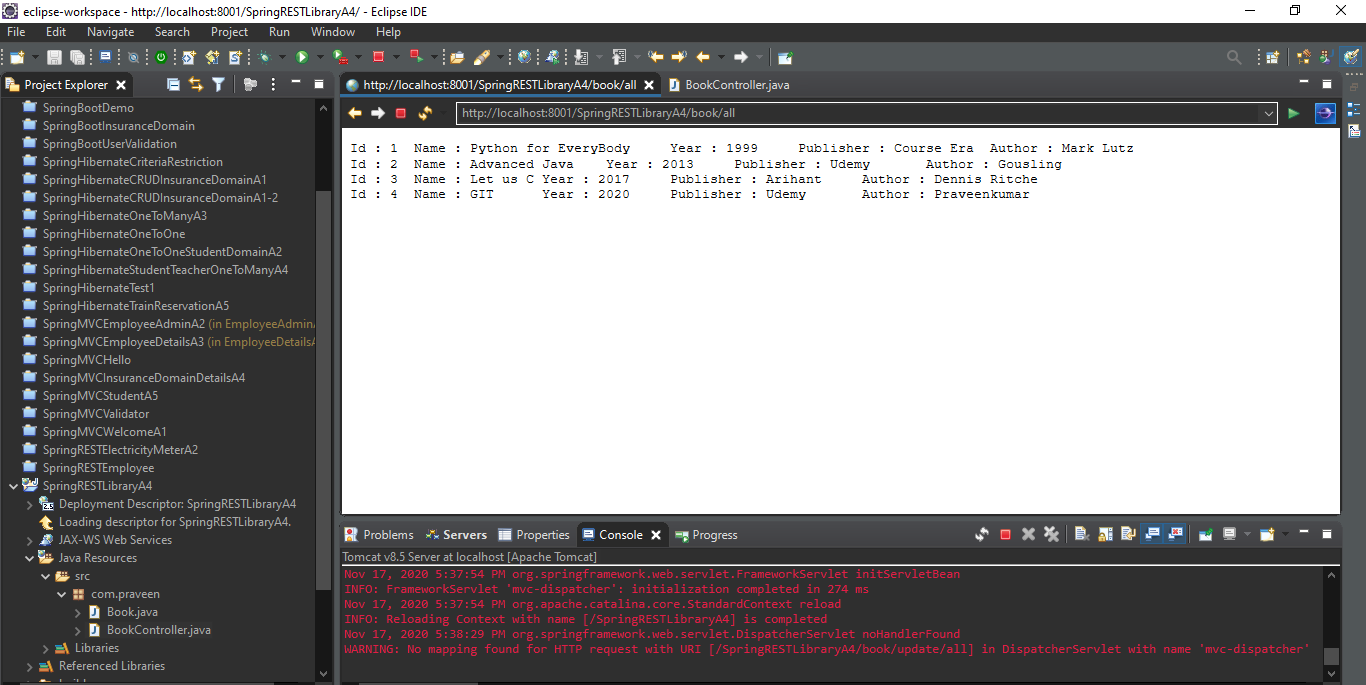 eclipse-workspace - http://localhost:8001/SpringRESTLibraryA4/ - Eclipse IDE
File Edit Navigate Search Project Run Window Help
Project Explorer
SpringBootDemo
SpringBootInsuranceDomain
SpringBootUserValidation
SpringHibernateCriteriaRestriction
SpringHibernateCRUDInsuranceDomainA1
SpringHibernateCRUDInsuranceDomainA1-2
SpringHibernateOneToManyA3
SpringHibernateOneToOne
SpringHibernateOneToOneStudentDomainA2
SpringHibernateStudentTeacherOneToManyA4
SpringHibernateTest1
SpringHibernateTrainReservationA5
SpringMVCEmployeeAdminA2 (in EmployeeAdmin
SpringMVCEmployeeDetailsA3 (in EmployeeDetails
SpringMVCHello
SpringMVCInsuranceDomainDetailsA4
SpringMVCStudentA5
SpringMVCValidator
SpringMVCWelcomeA1
SpringRESTElectricityMeterA2
SpringRESTEmployee
SpringRESTLibraryA4
Deployment Descriptor: SpringRESTLibraryA4
Loading descriptor for SpringRESTLibraryA4.
JAX-WS Web Services
Java Resources
src
com.praveen
Book.java
BookController.java
Libraries
Referenced Libraries
http://localhost:8001/SpringRESTLibraryA4/book/all BookController.java
http://localhost:8001/SpringRESTLibraryA4/book/all
Id : 1 Name : Python for EveryBody Year : 1999 Publisher : Course Era Author : Mark Lutz
Id : 2 Name : Advanced Java Year : 2013 Publisher : Udemy Author : Gousling
Id : 3 Name : Let us C Year : 2017 Publisher : Arihant Author : Dennis Ritche
Id : 4 Name : GIT Year : 2020 Publisher : Udemy Author : Praveenkumar
Problems Servers Properties Console Progress
Tomcat v8.5 Server at localhost [Apache Tomcat]
Nov 17, 2020 5:37:54 PM org.springframework.web.servlet.FrameworkServlet initServletBean
INFO: FrameworkServlet 'mvc-dispatcher': initialization completed in 274 ms
Nov 17, 2020 5:37:54 PM org.apache.catalina.core.StandardContext reload
INFO: Reloading Context with name [/SpringRESTLibraryA4] is completed
Nov 17, 2020 5:38:29 PM org.springframework.web.servlet.DispatcherServlet noHandlerFound
WARNING: No mapping found for HTTP request with URI [/SpringRESTLibraryA4/book/update/all] in DispatcherServlet with name 'mvc-dispatcher'